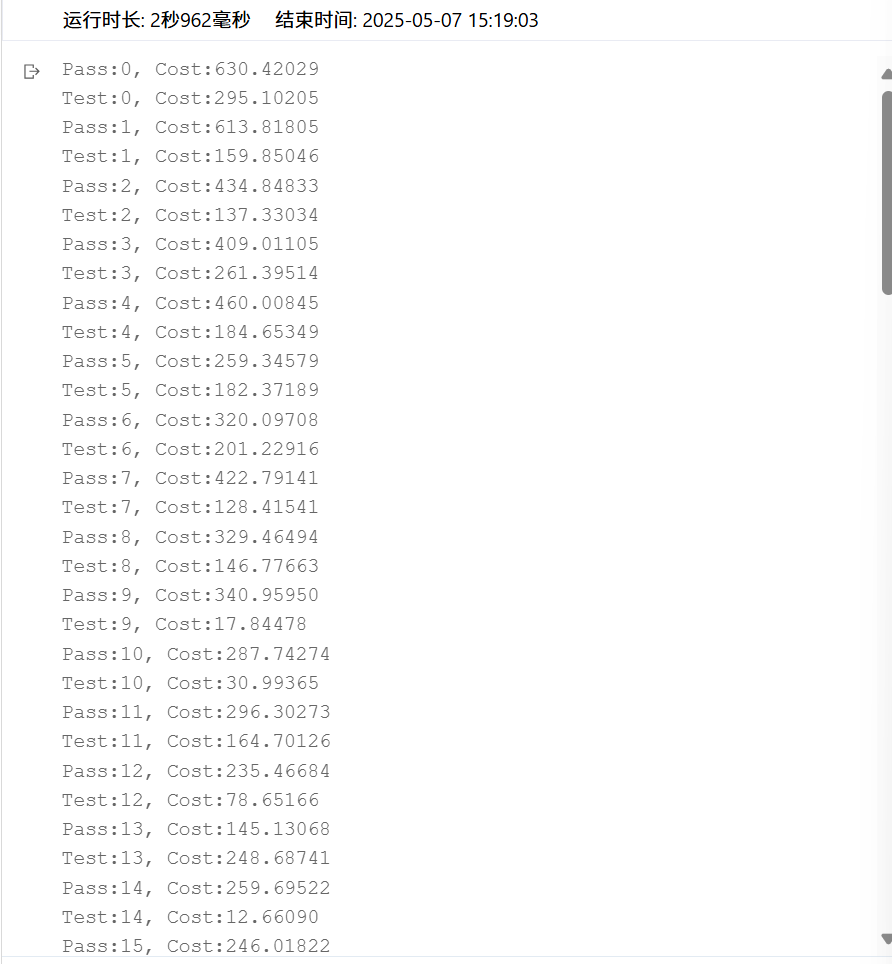 运行时长: 2秒962毫秒 结束时间: 2025-05-07 15:19:03
Pass:0, Cost:630.42029
Test:0, Cost:295.10205
Pass:1, Cost:613.81805
Test:1, Cost:159.85046
Pass:2, Cost:434.84833
Test:2, Cost:137.33034
Pass:3, Cost:409.01105
Test:3, Cost:261.39514
Pass:4, Cost:460.00845
Test:4, Cost:184.65349
Pass:5, Cost:259.34579
Test:5, Cost:182.37189
Pass:6, Cost:320.09708
Test:6, Cost:201.22916
Pass:7, Cost:422.79141
Test:7, Cost:128.41541
Pass:8, Cost:329.46494
Test:8, Cost:146.77663
Pass:9, Cost:340.95950
Test:9, Cost:17.84478
Pass:10, Cost:287.74274
Test:10, Cost:30.99365
Pass:11, Cost:296.30273
Test:11, Cost:164.70126
Pass:12, Cost:235.46684
Test:12, Cost:78.65166
Pass:13, Cost:145.13068
Test:13, Cost:248.68741
Pass:14, Cost:259.69522
Test:14, Cost:12.66090
Pass:15, Cost:246.01822